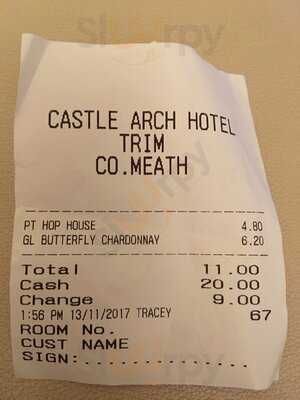 CASTLE ARCH HOTEL
TRIM
CO.MEATH
PT HOP HOUSE 4.80
GL BUTTERFLY CHARDONNAY 6.20
Total 11.00
Cash 20.00
Change 9.00
1:56 PM 13/11/2017 TRACEY 67
ROOM No.
CUST NAME
SIGN:..............